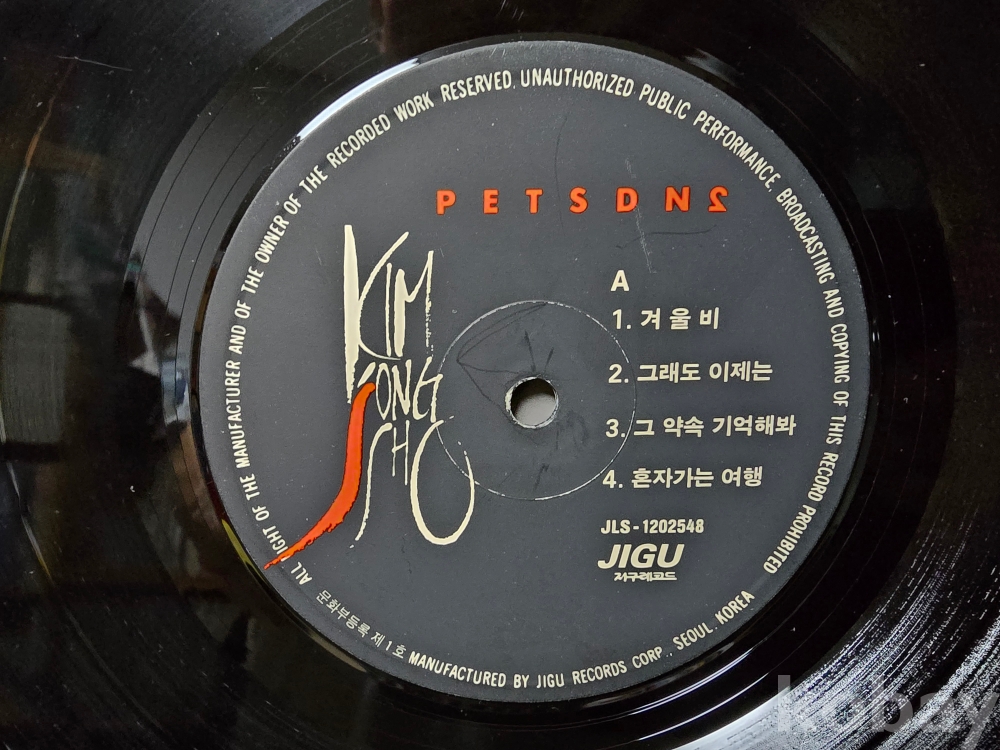 ALL RIGHT OF THE MANUFACTURER AND OF THE OWNER OF THE RECORDED WORK RESERVED. UNAUTHORIZED PUBLIC PERFORMANCE, BROADCASTING AND COPYING OF THIS RECORD PROHIBITED
PETSDNS
KIM
JONG
SHO
A
1. 겨울비
2. 그래도 이제는
3. 그 약속 기억해봐
4. 혼자가는 여행
JLS-1202548
JIGU
지구레코드
문화부등록 제1호 MANUFACTURED BY JIGU RECORDS CORP., SEOUL, KOREA
kobay